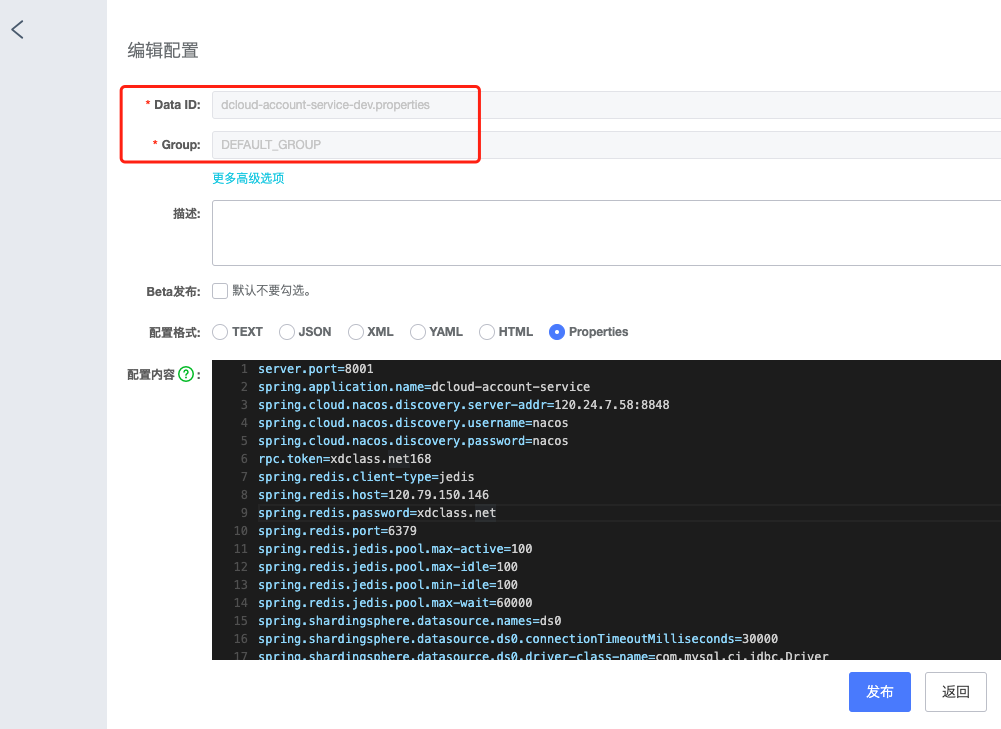 编辑配置
* Data ID: dcloud-account-service-dev.properties
* Group: DEFAULT_GROUP
更多高级选项
描述:
Beta发布: 默认不要勾选。
配置格式: TEXT JSON XML YAML HTML Properties
配置内容 ? :
1 server.port=8001
2 spring.application.name=dcloud-account-service
3 spring.cloud.nacos.discovery.server-addr=120.24.7.58:8848
4 spring.cloud.nacos.discovery.username=nacos
5 spring.cloud.nacos.discovery.password=nacos
6 rpc.token=xdclass.net168
7 spring.redis.client-type=jedis
8 spring.redis.host=120.79.150.146
9 spring.redis.password=xdclass.net
10 spring.redis.port=6379
11 spring.redis.jedis.pool.max-active=100
12 spring.redis.jedis.pool.max-idle=100
13 spring.redis.jedis.pool.min-idle=100
14 spring.redis.jedis.pool.max-wait=60000
15 spring.shardingsphere.datasource.names=ds0
16 spring.shardingsphere.datasource.ds0.connectionTimeoutMilliseconds=30000
17 spring.shardingsphere.datasource.ds0.driver-class-name=com.mysql.cj.jdbc.Driver
发布 返回